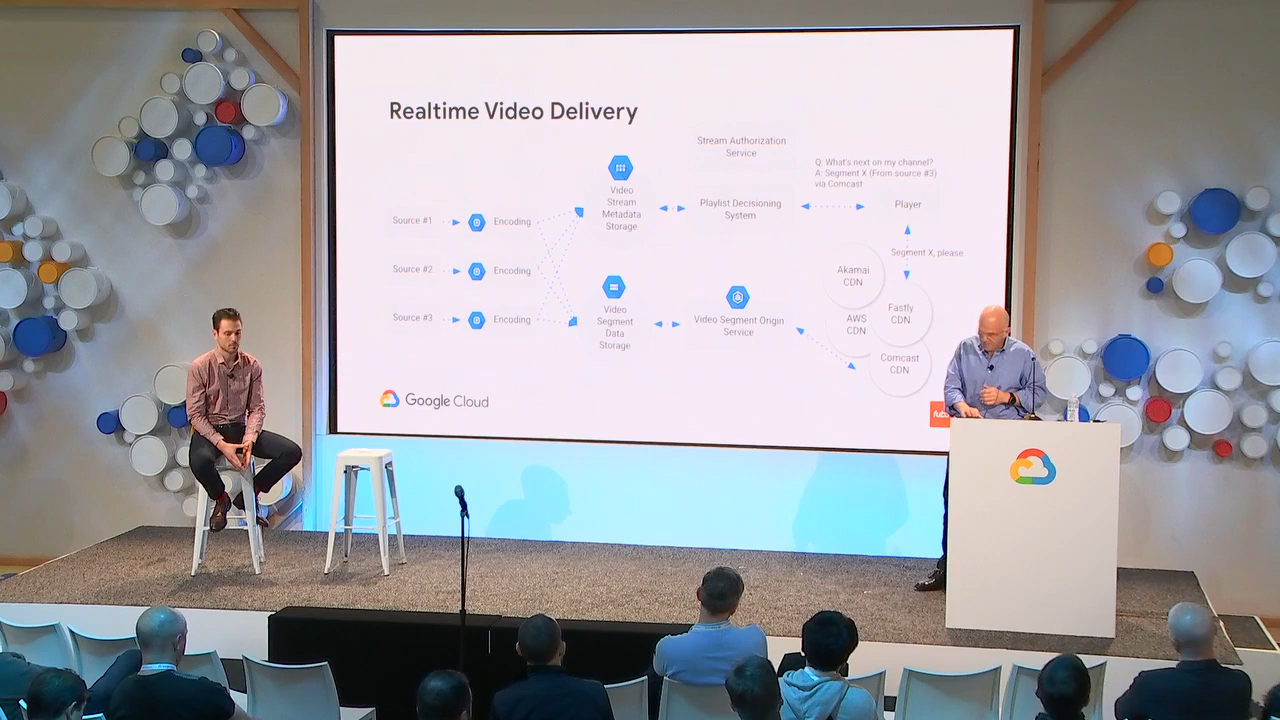 Realtime Video Delivery
Stream Authorization
Service
Q: What's next on my channel?
A: Segment X (From source #3)
via Comcast
Video
Stream
Metadata
Storage
Playlist Decisioning
System
Player
Source #1
Encoding
Segment X, please
Source #2
Encoding
Akamai
CDN
Source #3
Encoding
Video
Segment
Data
Storage
Video Segment Origin
Service
AWS
CDN
Fastly
CDN
Comcast
CDN
Google Cloud